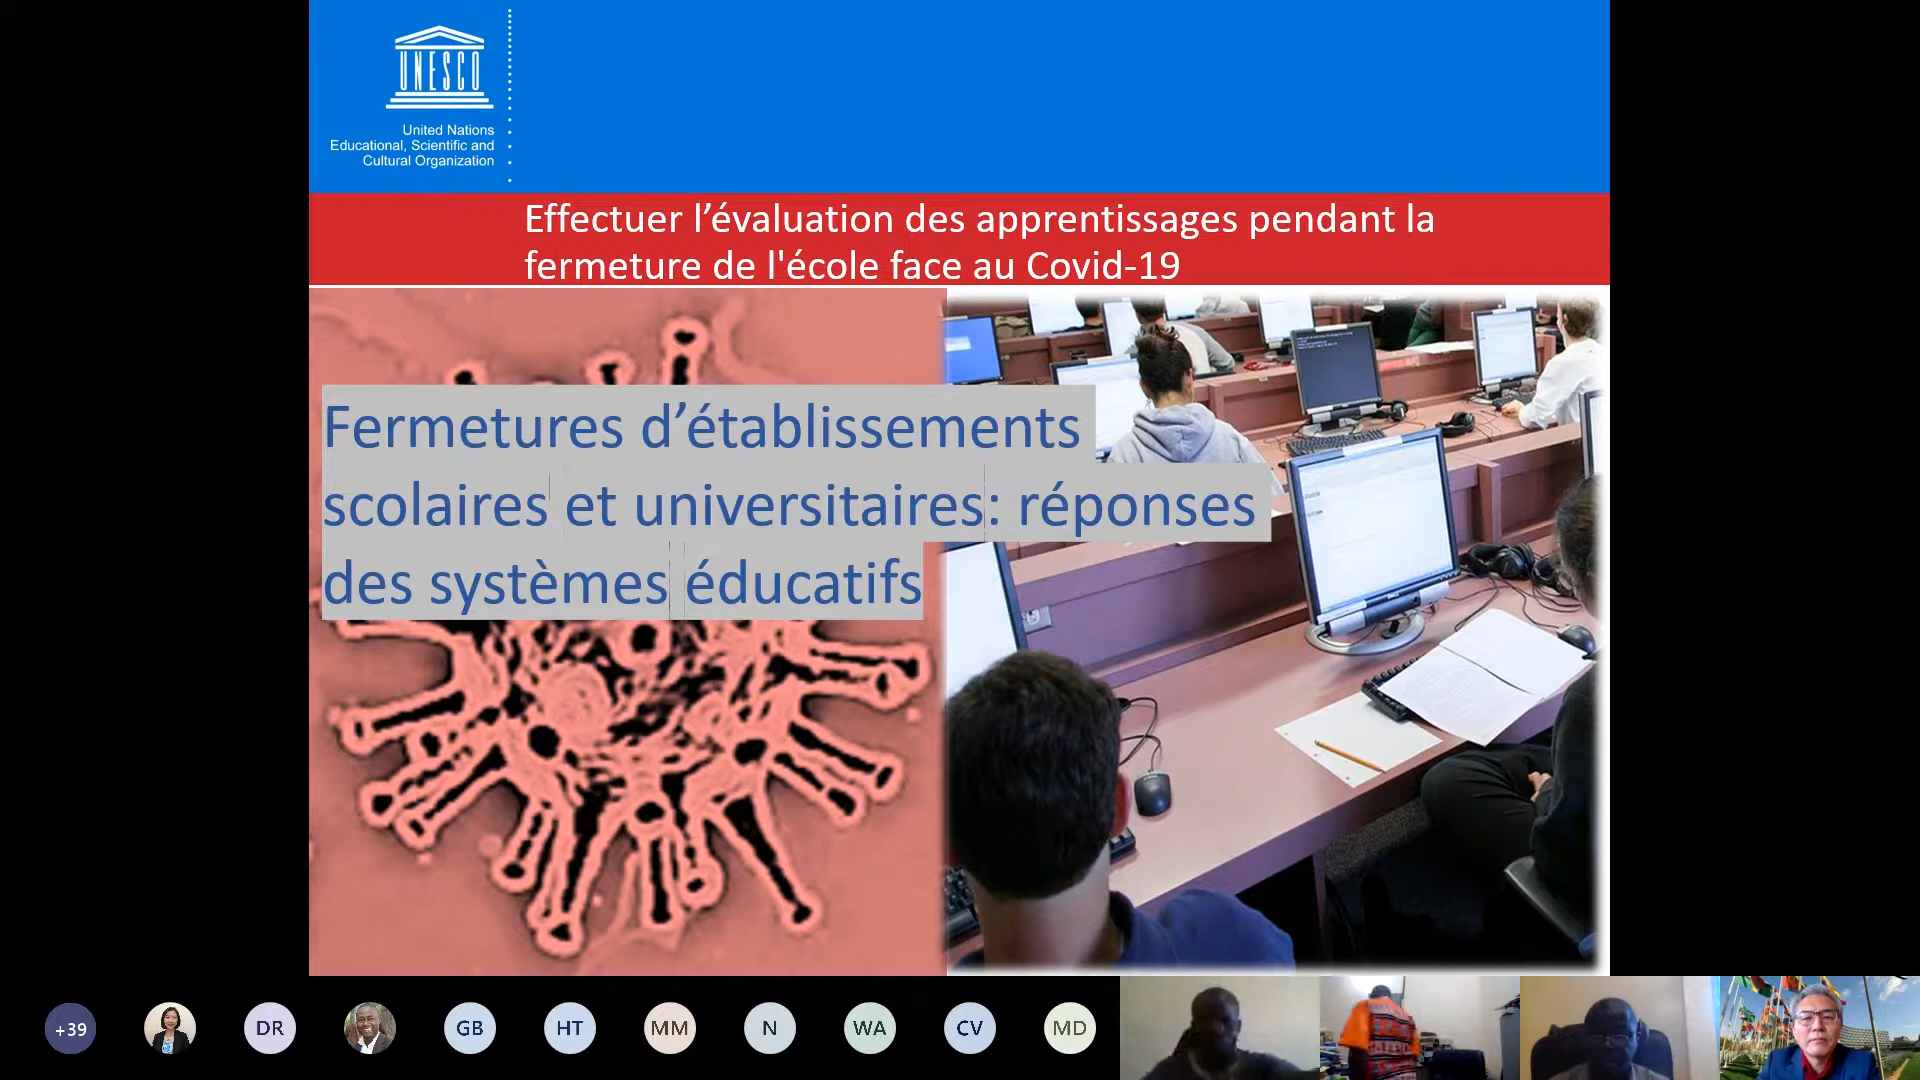 UNESCO
United Nations
Educational, Scientific and
Cultural Organization
Effectuer l’évaluation des apprentissages pendant la
fermeture de l'école face au Covid-19
Fermetures d’établissements
scolaires et universitaires: réponses
des systèmes éducatifs
+39
DR
GB
HT
MM
N
WA
CV
MD